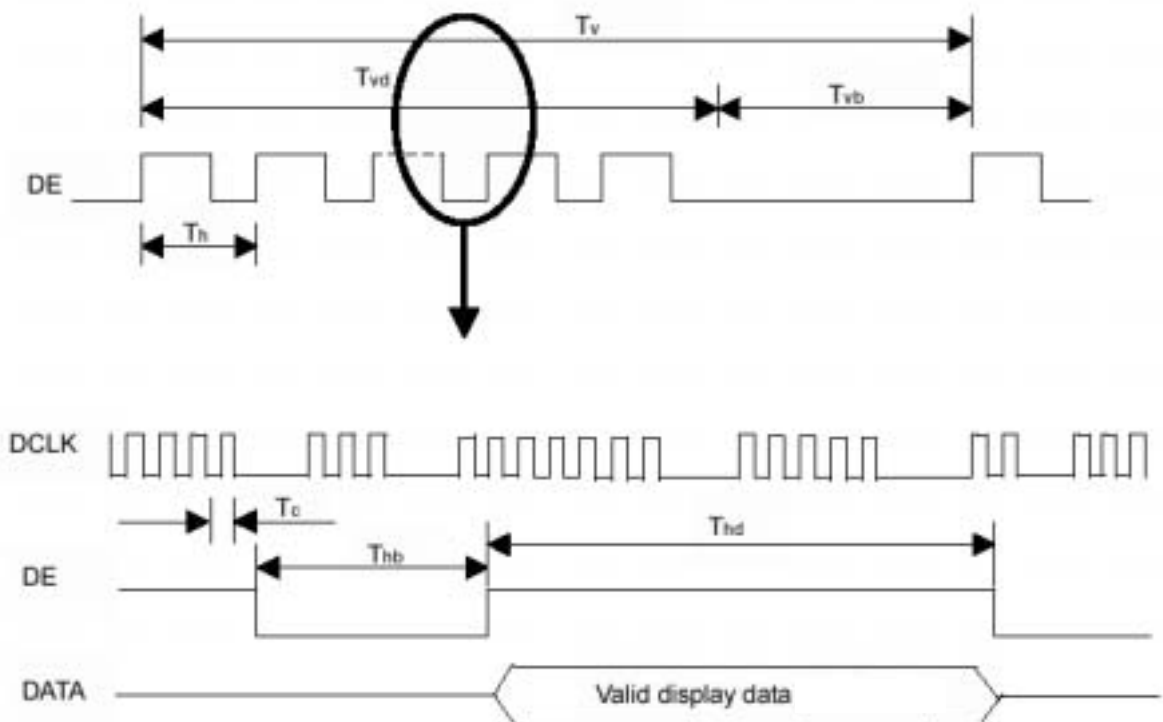 Tv
Tvd
Tvb
DE
Th
DCLK
Tc
Thd
Thb
DE
DATA
Valid display data